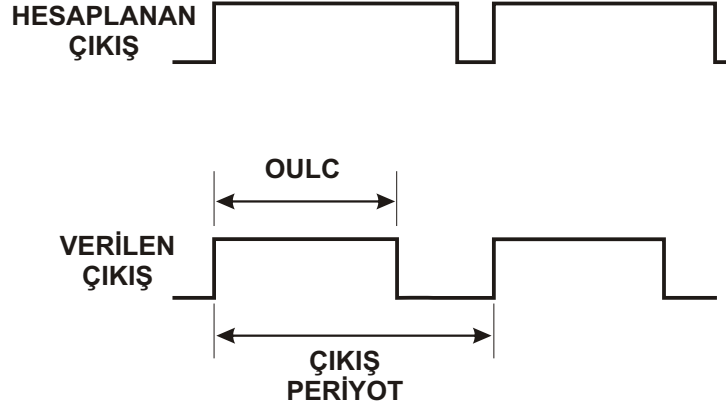 HESAPLANAN
ÇIKIŞ
OULC
VERİLEN
ÇIKIŞ
ÇIKIŞ
PERİYOT